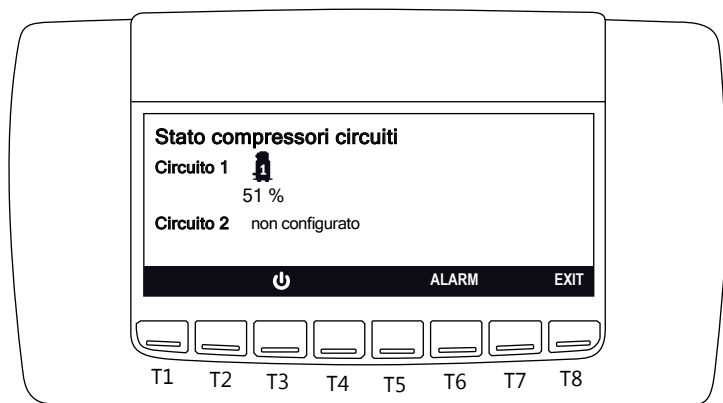 Stato compressori circuiti
Circuito 1 1
51 %
Circuito 2 non configurato
ALARM EXIT
T1 T2 T3 T4 T5 T6 T7 T8